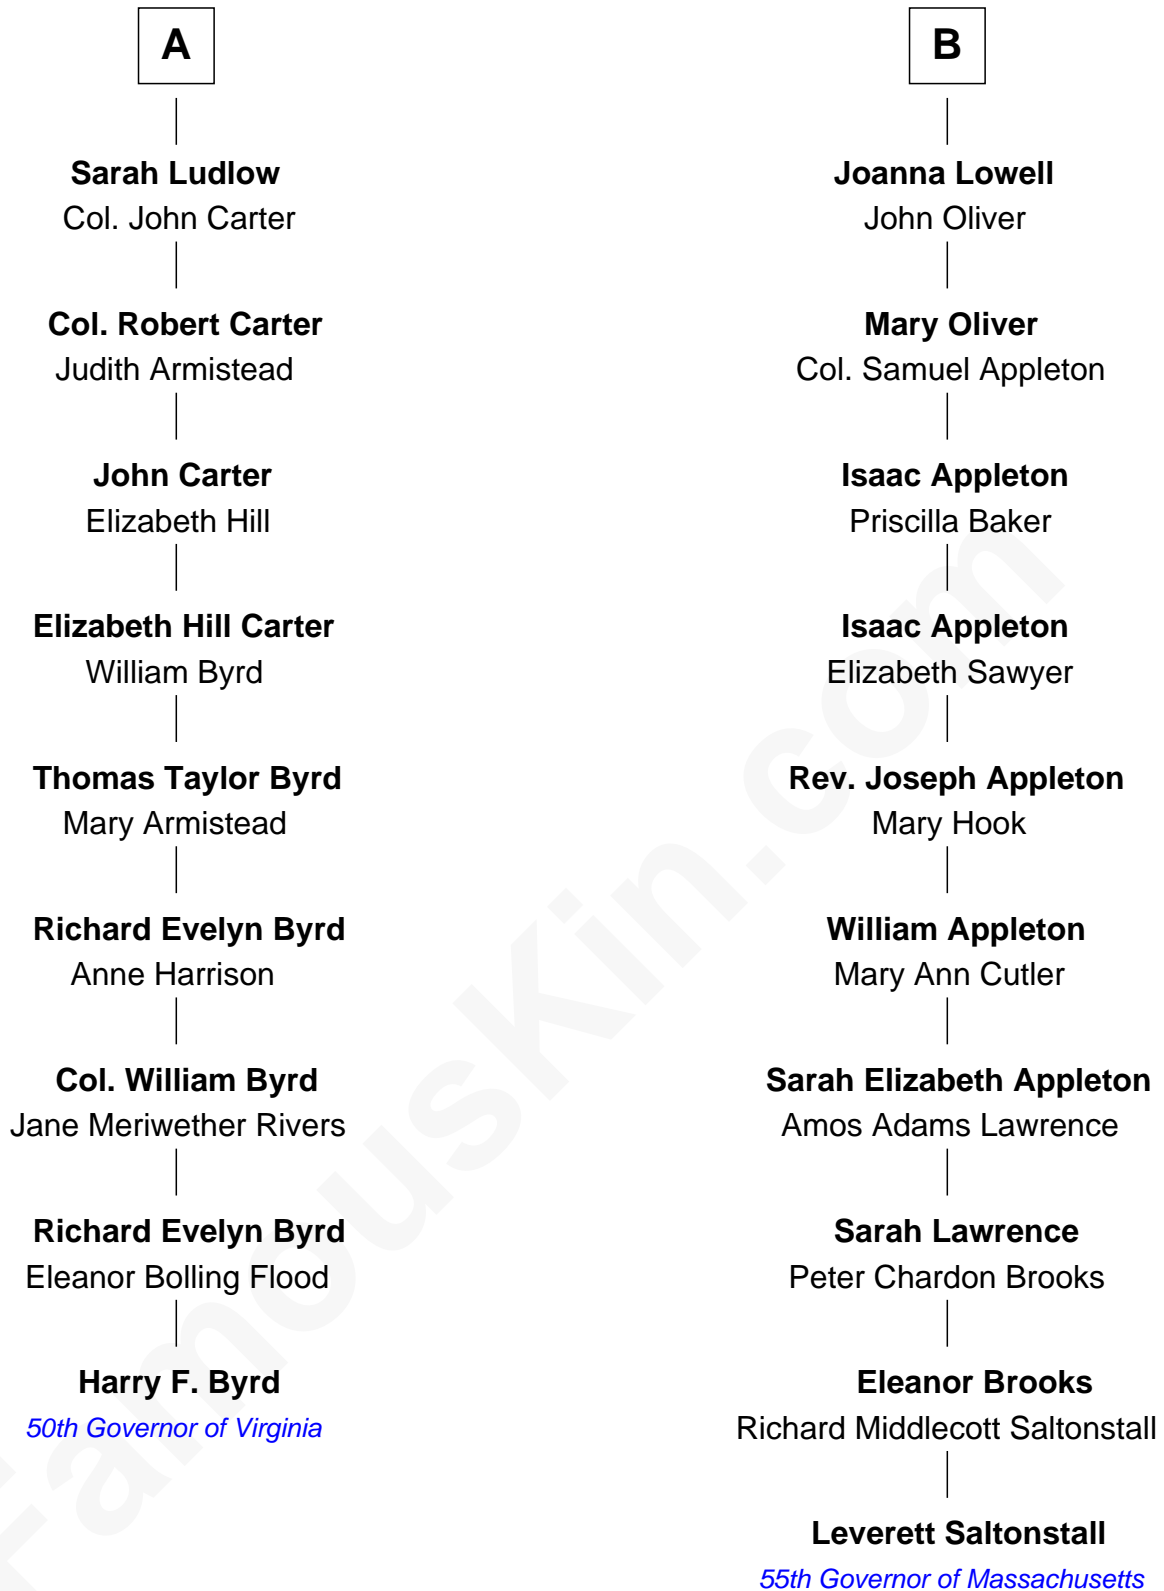 A
Sarah Ludlow
Col. John Carter
Col. Robert Carter
Judith Armistead
John Carter
Elizabeth Hill
Elizabeth Hill Carter
William Byrd
Thomas Taylor Byrd
Mary Armistead
Richard Evelyn Byrd
Anne Harrison
Col. William Byrd
Jane Meriwether Rivers
Richard Evelyn Byrd
Eleanor Bolling Flood
Harry F. Byrd
50th Governor of Virginia
B
Joanna Lowell
John Oliver
Mary Oliver
Col. Samuel Appleton
Isaac Appleton
Priscilla Baker
Isaac Appleton
Elizabeth Sawyer
Rev. Joseph Appleton
Mary Hook
William Appleton
Mary Ann Cutler
Sarah Elizabeth Appleton
Amos Adams Lawrence
Sarah Lawrence
Peter Chardon Brooks
Eleanor Brooks
Richard Middlecott Saltonstall
Leverett Saltonstall
55th Governor of Massachusetts
FamousKin.com